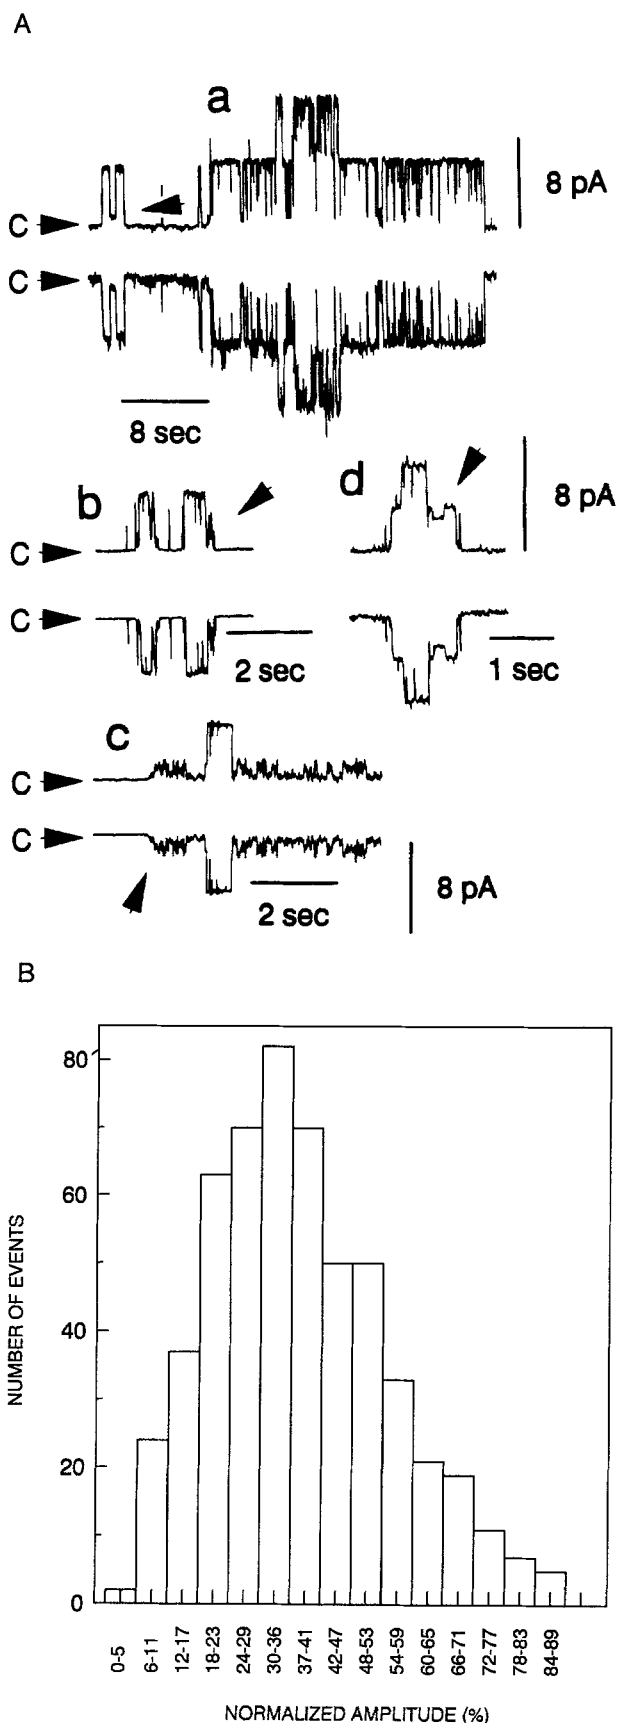 A
a
8 pA
C
C
8 sec
b
d
8 pA
C
C
2 sec
1 sec
c
C
C
8 pA
2 sec
B
80
60
40
20
0
NUMBER OF EVENTS
0-5
6-11
12-17
18-23
24-29
30-36
37-41
42-47
48-53
54-59
60-65
66-71
72-77
78-83
84-89
NORMALIZED AMPLITUDE (%)